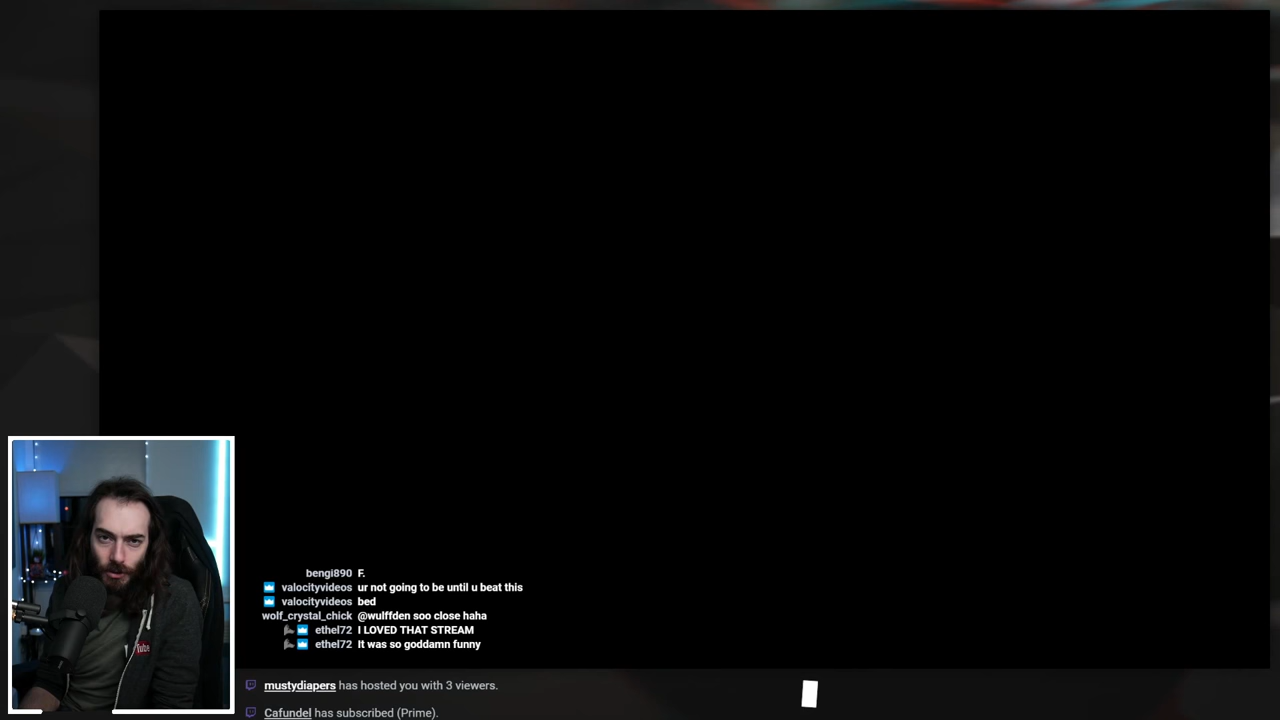 bengi890 F.
valocityvideos ur not going to be until u beat this
valocityvideos bed
wolf_crystal_chick @wulffden soo close haha
ethel72 I LOVED THAT STREAM
ethel72 It was so goddamn funny
Tube
mustydiapers has hosted you with 3 viewers.
Cafundel has subscribed (Prime).